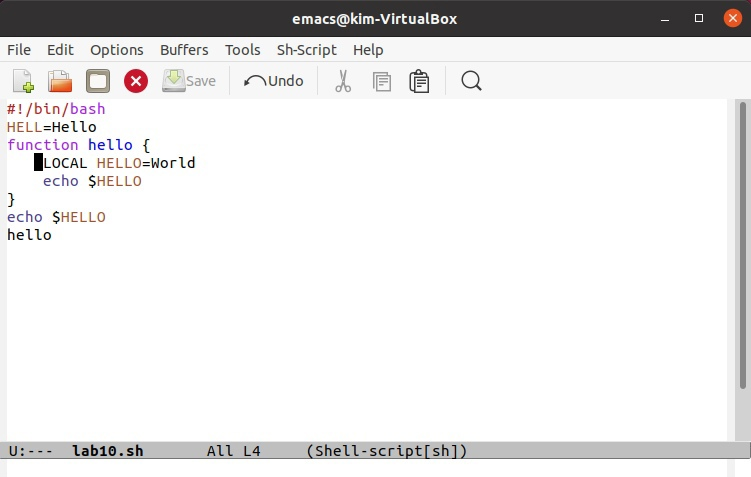 emacs@kim-VirtualBox
File Edit Options Buffers Tools Sh-Script Help
Save Undo
#!/bin/bash
HELL=Hello
function hello {
    LOCAL HELLO=World
    echo $HELLO
}
echo $HELLO
hello
U:---  lab10.sh       All L4     (Shell-script[sh])